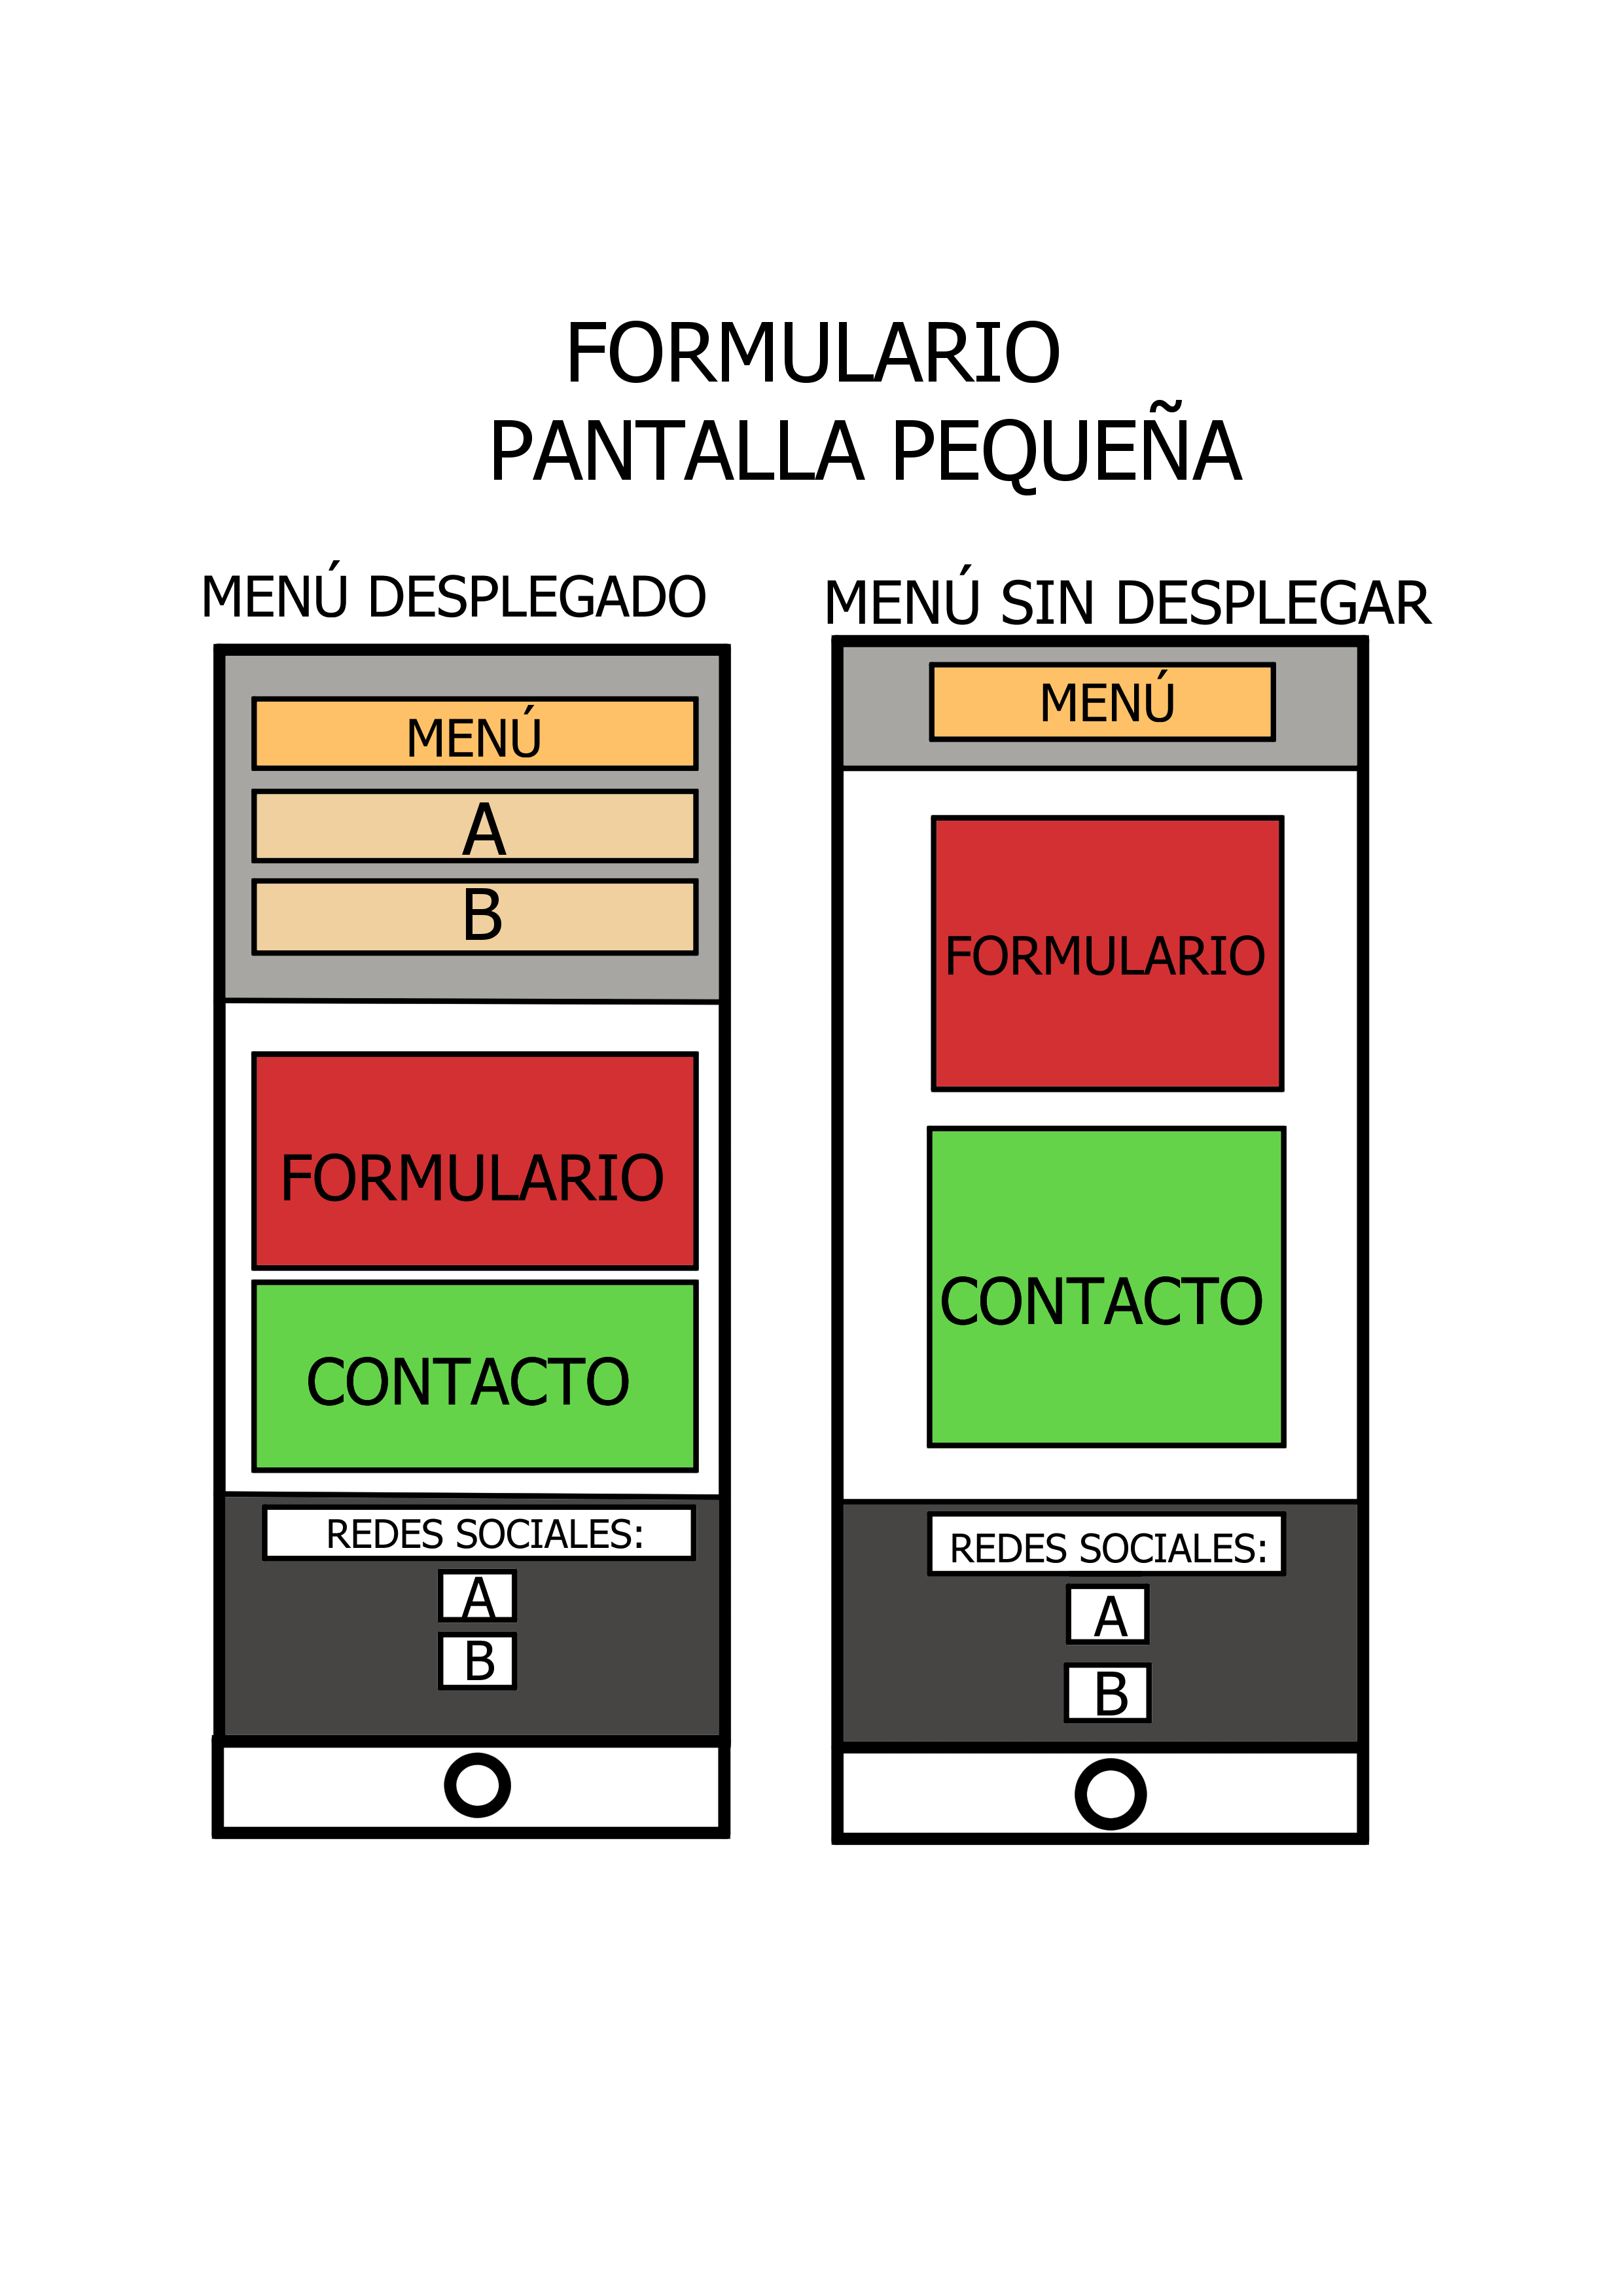 FORMULARIO
PANTALLA PEQUEÑA
MENÚ DESPLEGADO
MENÚ
A
B
FORMULARIO
CONTACTO
REDES SOCIALES:
A
B
MENÚ SIN DESPLEGAR
MENÚ
FORMULARIO
CONTACTO
REDES SOCIALES:
A
B